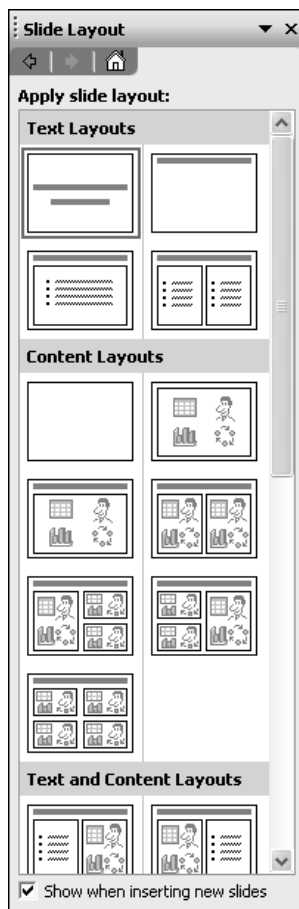 Slide Layout
Apply slide layout:
Text Layouts
Content Layouts
Text and Content Layouts
Show when inserting new slides